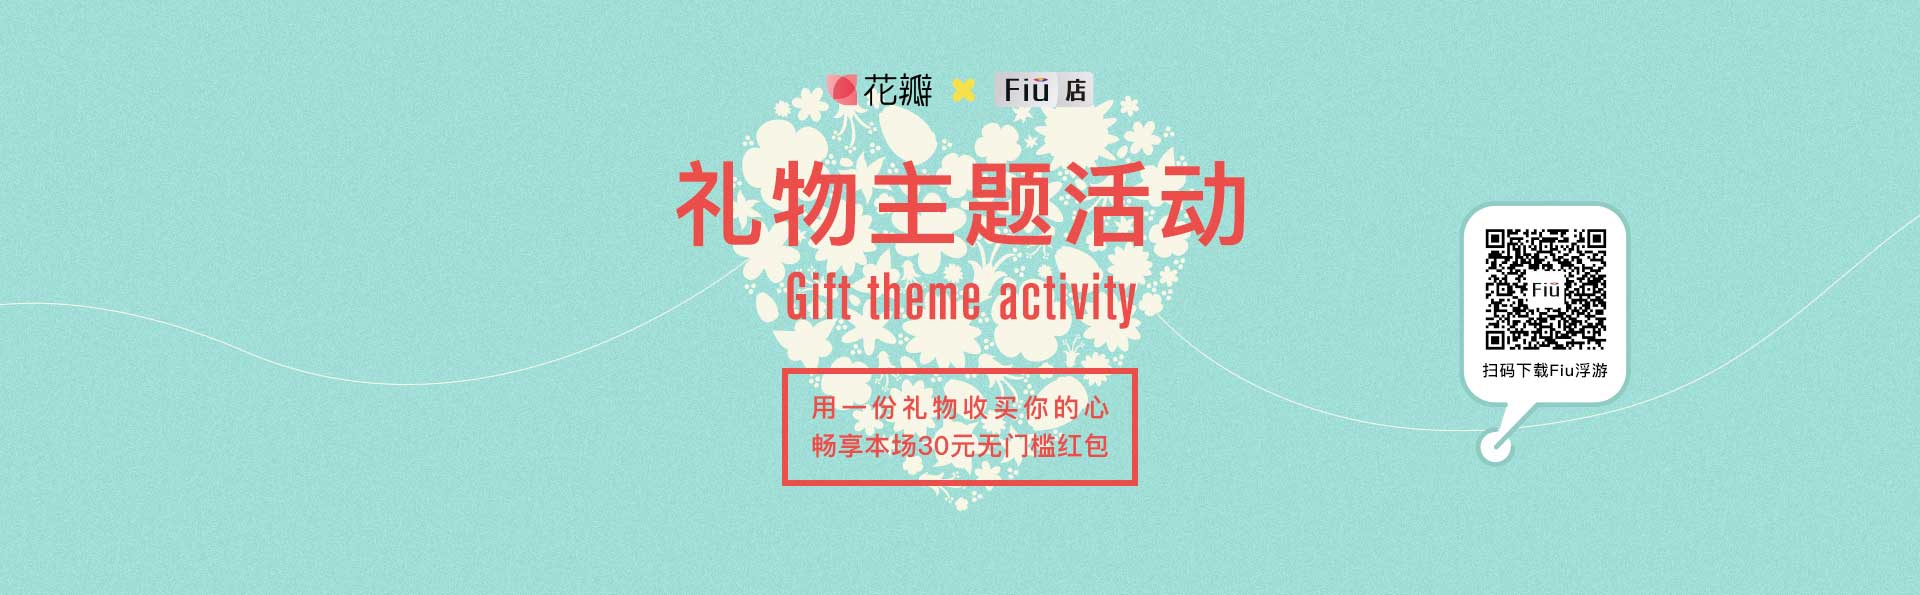 花瓣 × Fiu 店
礼物主题活动
Gift theme activity
用一份礼物收买你的心
畅享本场30元无门槛红包
Fiu
扫码下载Fiu浮游